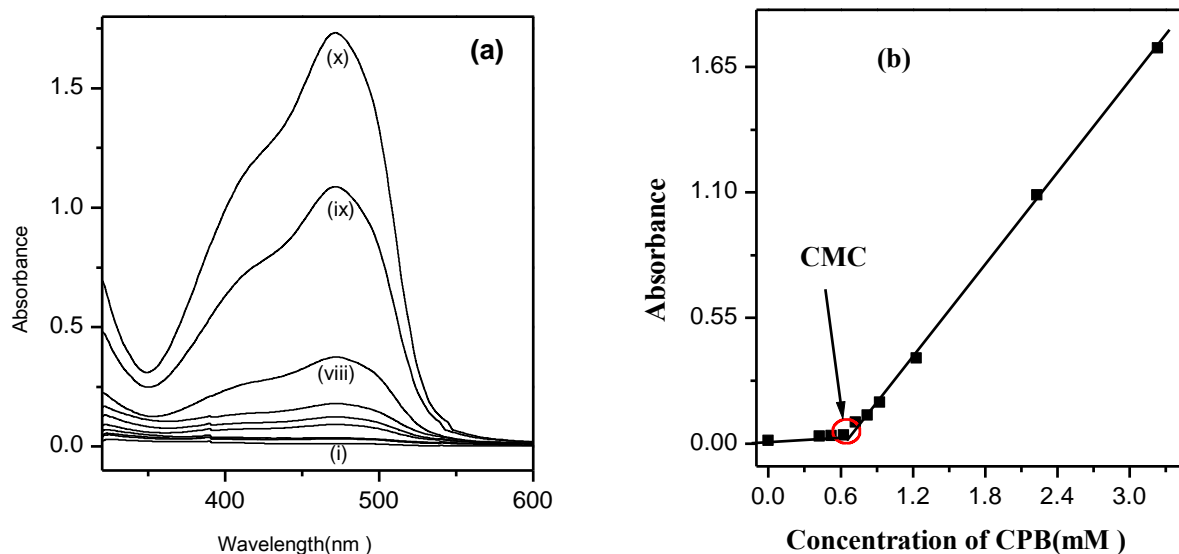 (a)
(x)
(ix)
(viii)
(i)
1.5
1.0
0.5
0.0
400
500
600
Absorbance
Wavelength(nm )
(b)
CMC
1.65
1.10
0.55
0.00
0.0
0.6
1.2
1.8
2.4
3.0
Absorbance
Concentration of CPB(mM )